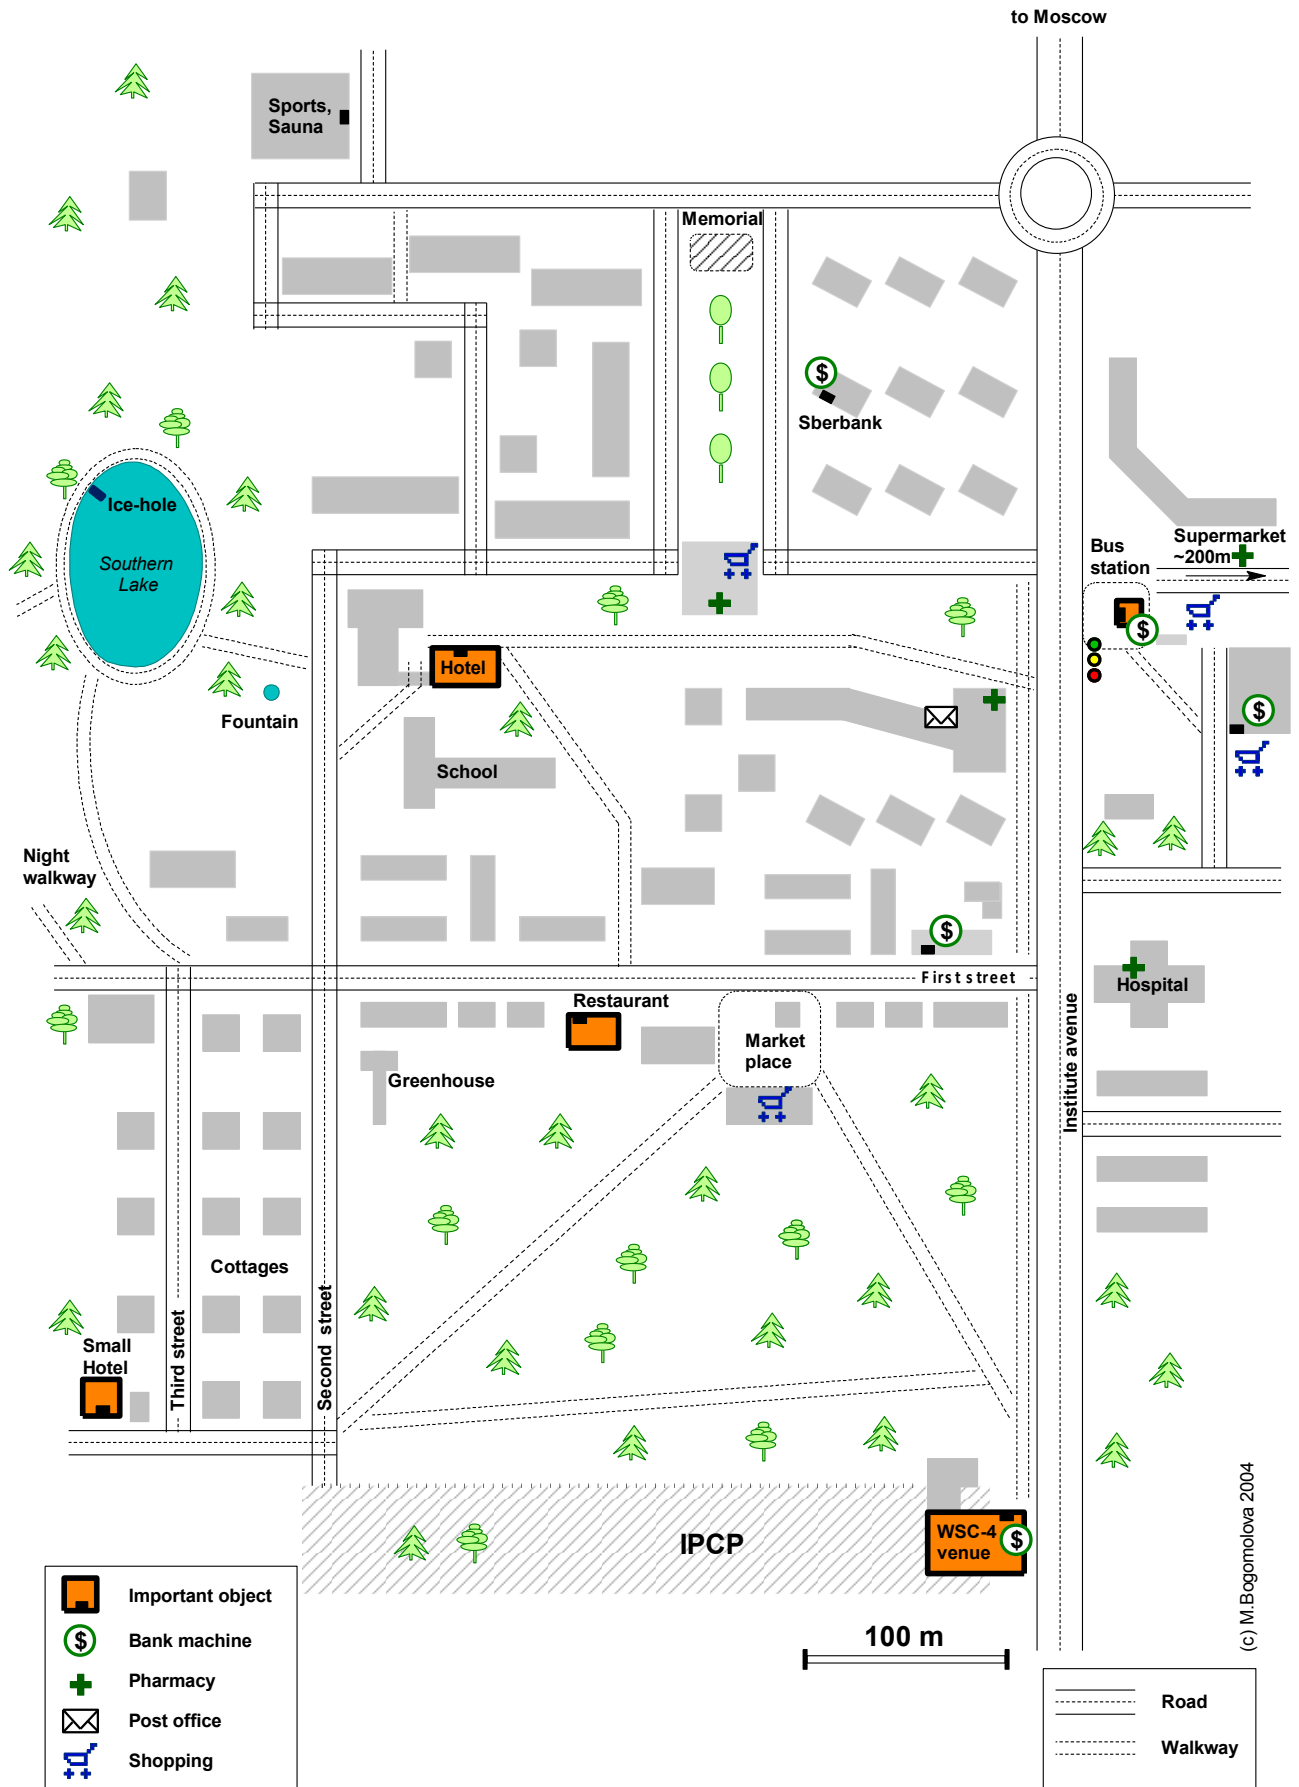 to Moscow
Sports,
Sauna
Memorial
$
Sberbank
Ice-hole
Southern
Lake
Bus
station
Supermarket
~200m
$
Hotel
Fountain
$
School
Night
walkway
$
First street
Hospital
Restaurant
Market
place
Institute avenue
Greenhouse
Cottages
Small
Hotel
Third street
Second street
IPCP
WSC-4
venue
$
(c) M.Bogomolova 2004
100 m
Important object
$
Bank machine
Pharmacy
Post office
Shopping
Road
Walkway